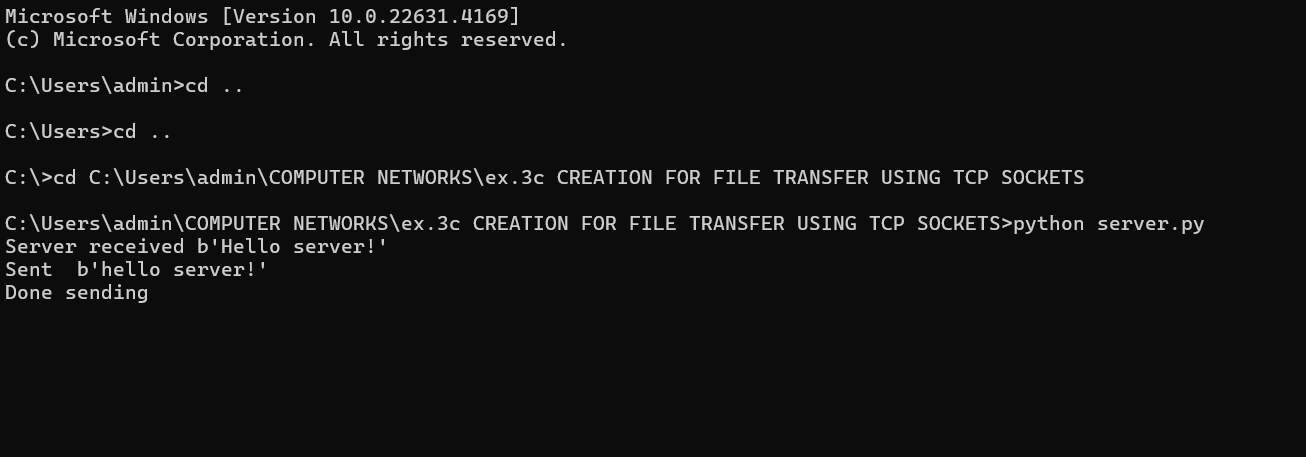 Microsoft Windows [Version 10.0.22631.4169]
(c) Microsoft Corporation. All rights reserved.
C:\Users\admin>cd ..
C:\Users>cd ..
C:\>cd C:\Users\admin\COMPUTER NETWORKS\ex.3c CREATION FOR FILE TRANSFER USING TCP SOCKETS
C:\Users\admin\COMPUTER NETWORKS\ex.3c CREATION FOR FILE TRANSFER USING TCP SOCKETS>python server.py
Server received b'Hello server!'
Sent  b'hello server!'
Done sending